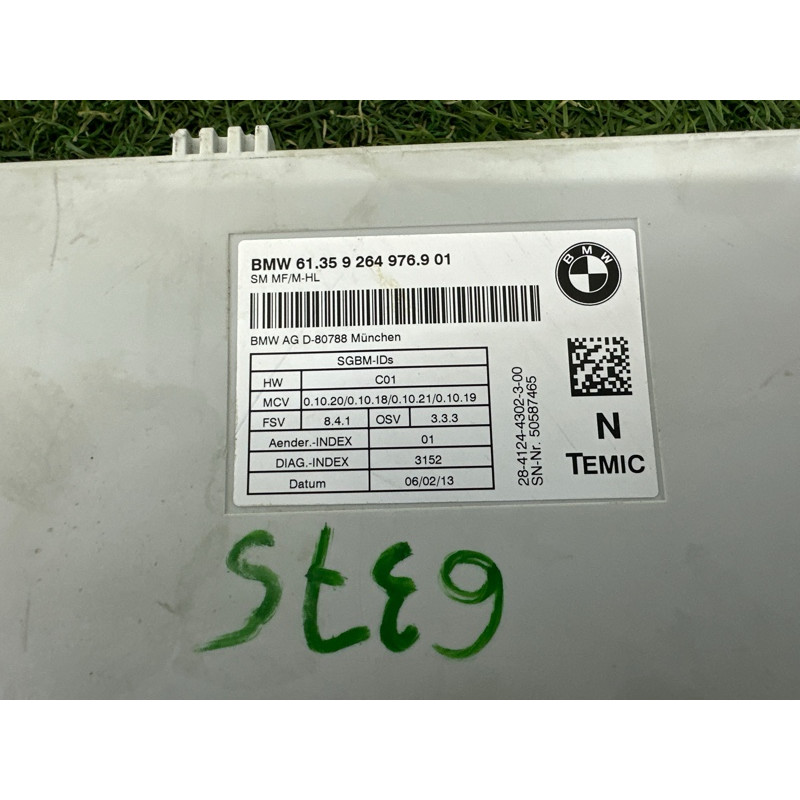 BMW 61.35 9 264 976.9 01
SM MF/M-HL
BMW AG D-80788 München
SGBM-IDs
HW C01
MCV 0.10.20/0.10.18/0.10.21/0.10.19
FSV 8.4.1 OSV 3.3.3
Aender.-INDEX 01
DIAG.-INDEX 3152
Datum 06/02/13
BMW
28-4124-4302-3-00
SN-Nr. 50587465
N
TEMIC